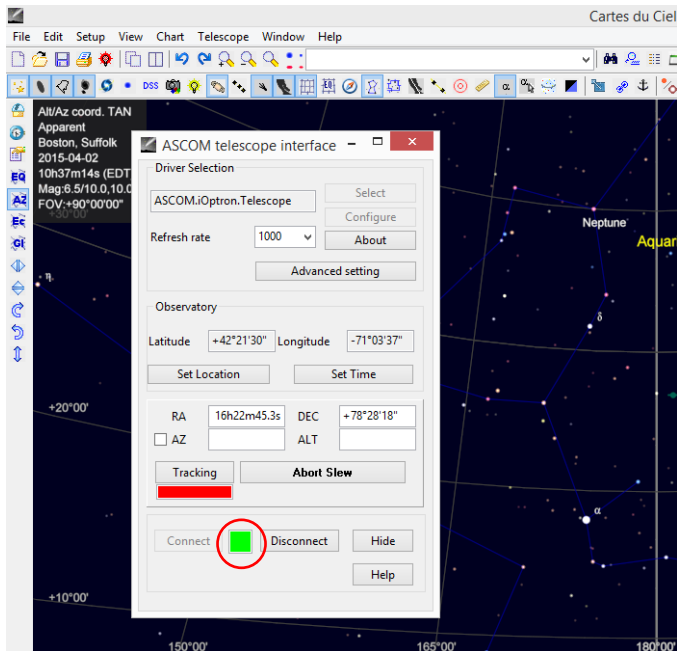 Cartes du Ciel
File Edit Setup View Chart Telescope Window Help
DSS
α
Alt/Az coord. TAN
Apparent
Boston, Suffolk
2015-04-02
10h37m14s (EDT
Mag:6.5/10.0,10.0
FOV:+90°00'00"
+30°00'
EQ
AZ
Ec
Gl
ASCOM telescope interface
Driver Selection
ASCOM.iOptron.Telescope
Select
Configure
Refresh rate 1000
About
Advanced setting
Observatory
Latitude +42°21'30" Longitude -71°03'37"
Set Location Set Time
RA 16h22m45.3s DEC +78°28'18"
AZ ALT
Tracking Abort Slew
Connect Disconnect Hide
Help
Neptune
Aquar
η
δ
α
+20°00'
+10°00'
150°00' 165°00' 180°00'